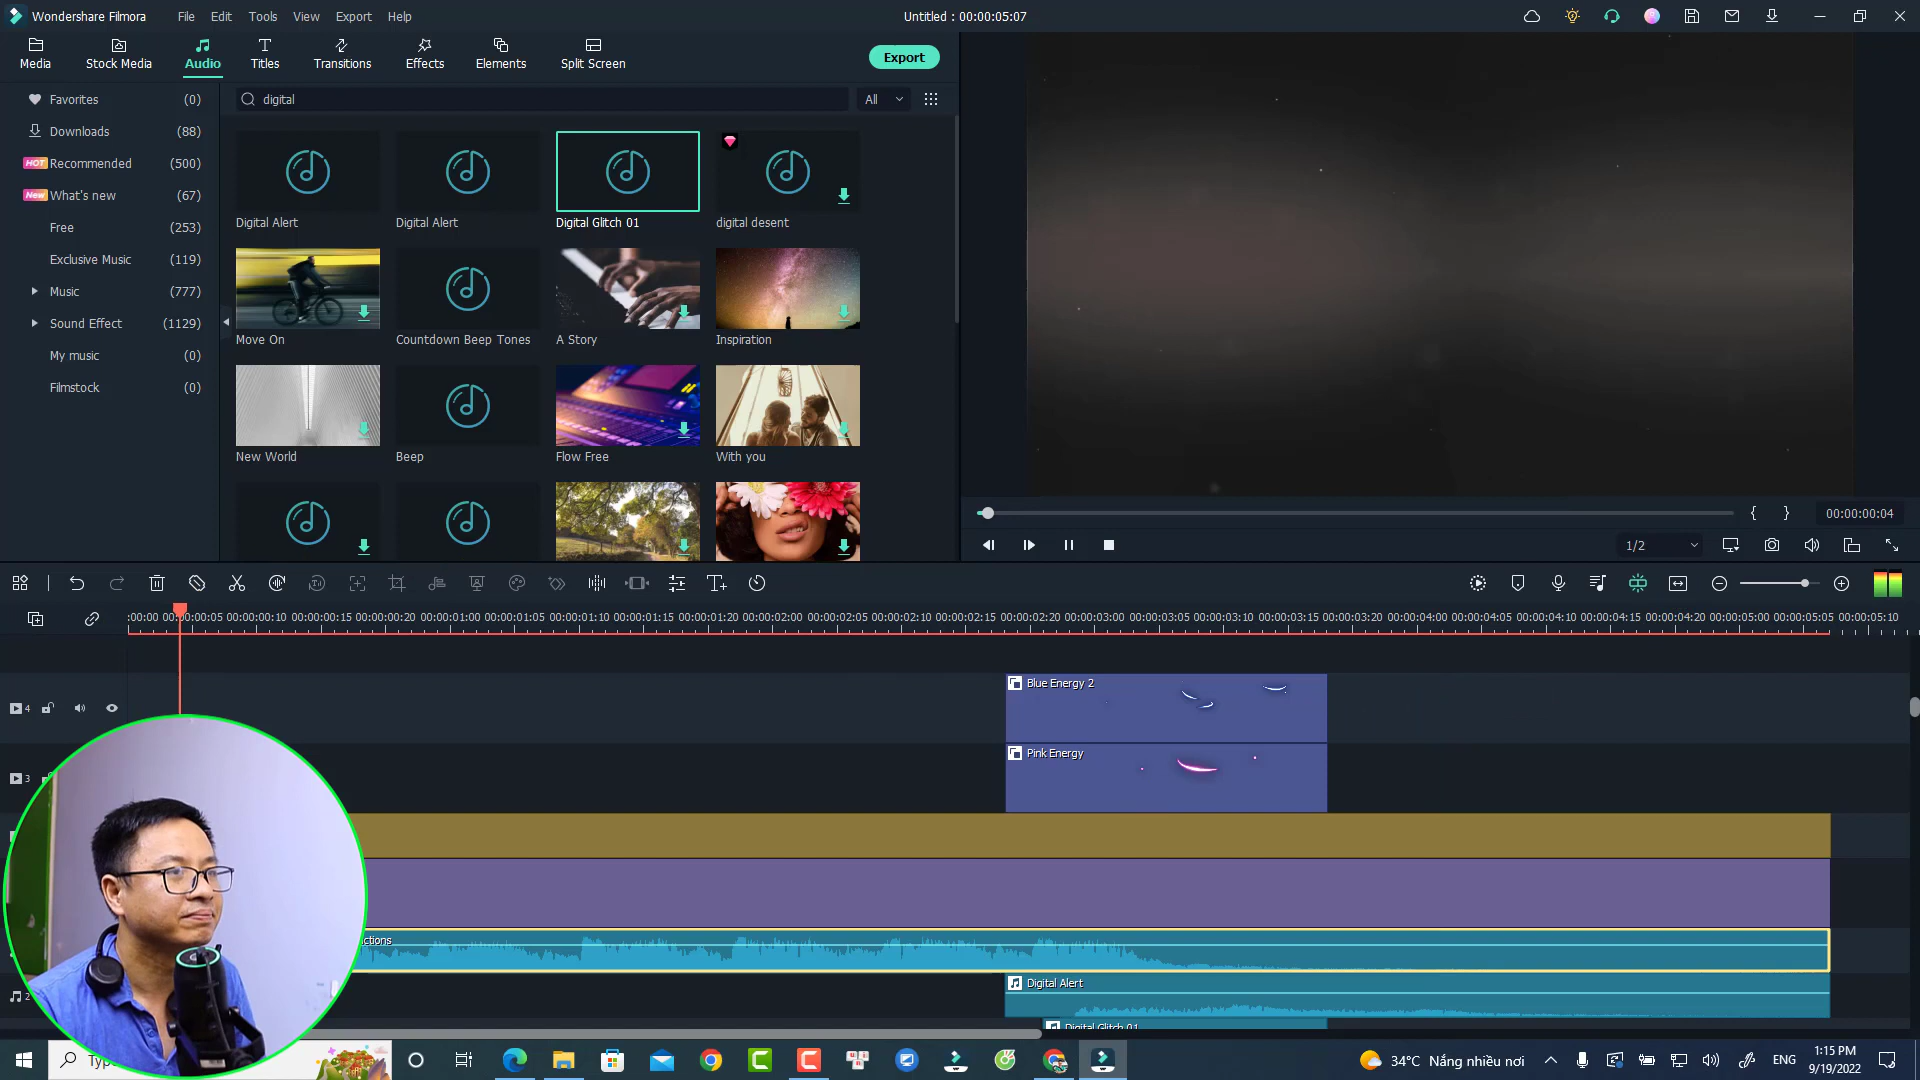 Wondershare Filmora
File Edit Tools View Export Help
Untitled : 00:00:05:07
Media Stock Media Audio Titles Transitions Effects Elements Split Screen
Export
Favorites (0)
Downloads (88)
HOT Recommended (500)
New What's new (67)
Free (253)
Exclusive Music (119)
Music (777)
Sound Effect (1129)
My music (0)
Filmstock (0)
digital
All
Digital Alert Digital Alert Digital Glitch 01 digital desent
Move On Countdown Beep Tones A Story Inspiration
New World Beep Flow Free With you
{ } 00:00:00:04
1/2
:00:00 00:00:00:05 00:00:00:10 00:00:00:15 00:00:00:20 00:00:01:00 00:00:01:05 00:00:01:10 00:00:01:15 00:00:01:20 00:00:02:00 00:00:02:05 00:00:02:10 00:00:02:15 00:00:02:20 00:00:03:00 00:00:03:05 00:00:03:10 00:00:03:15 00:00:03:20 00:00:04:00 00:00:04:05 00:00:04:10 00:00:04:15 00:00:04:20 00:00:05:00 00:00:05:05 00:00:05:10
4
Blue Energy 2
3
Pink Energy
ctions
2
Digital Alert
Digital Glitch 01
Type
34°C Nắng nhiều nơi
ENG
1:15 PM
9/19/2022